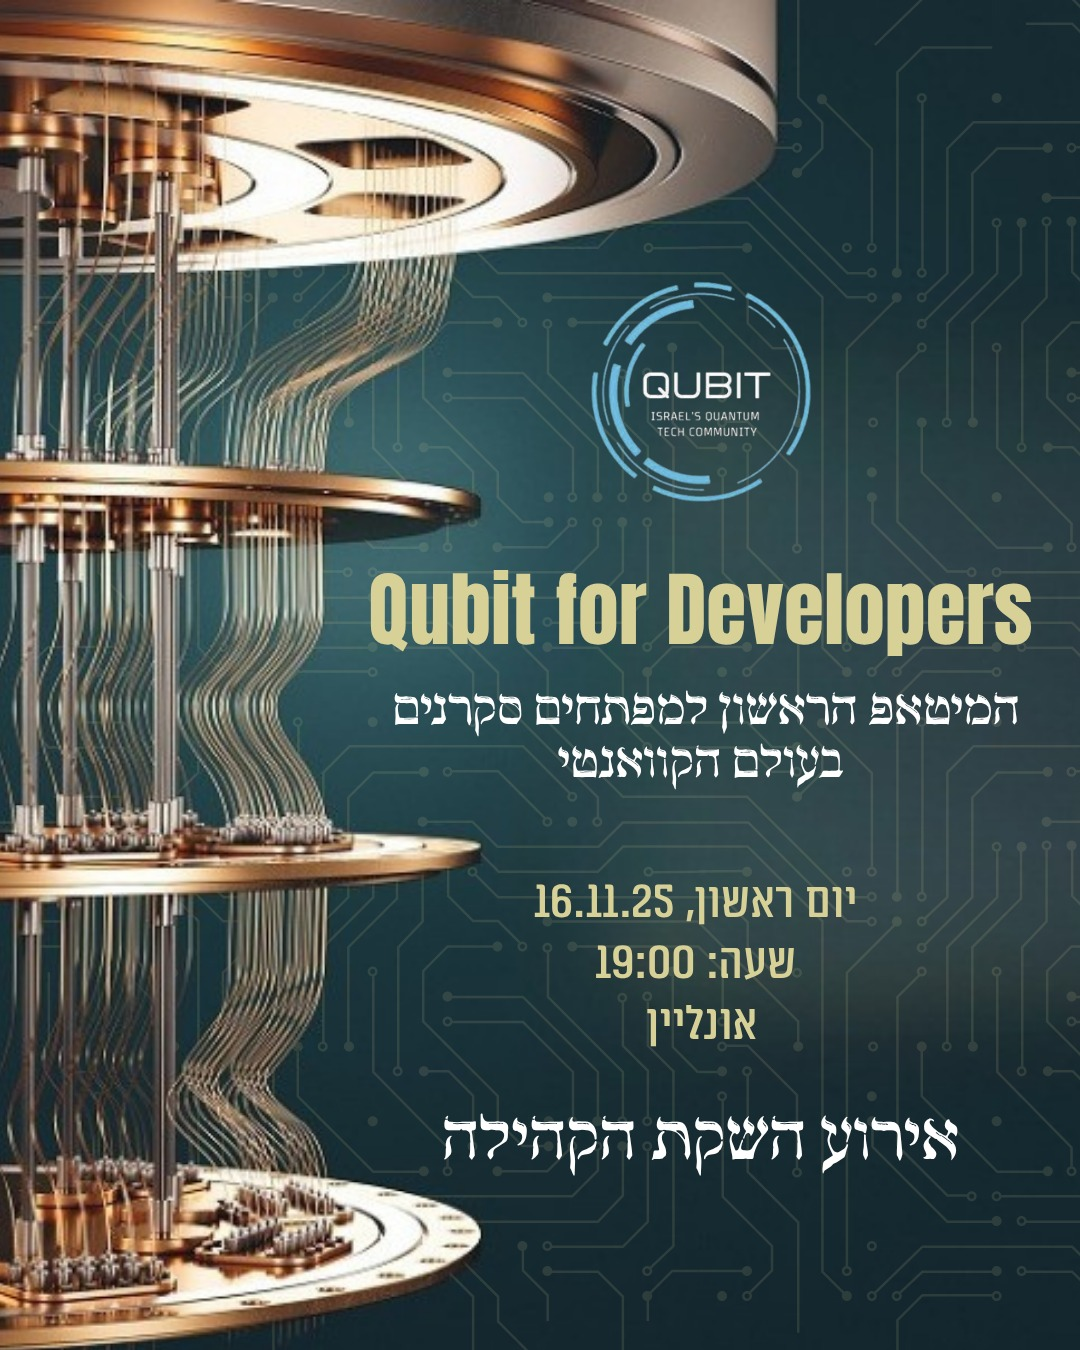 QUBIT
ISRAEL'S QUANTUM
TECH COMMUNITY
Qubit for Developers
המיטאפ הראשון למפתחים סקרנים
בעולם הקוואנטי
יום ראשון, 16.11.25
שעה: 19:00
אונליין
אירוע השקת הקהילה